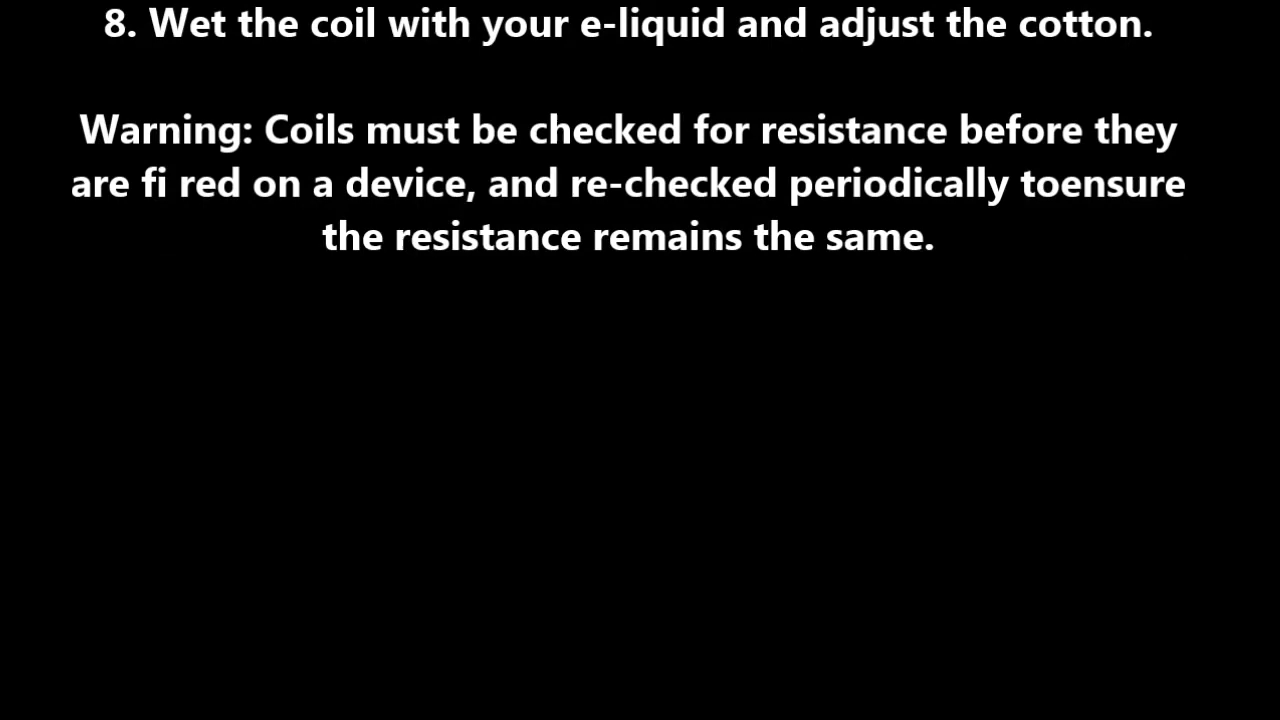 8. Wet the coil with your e-liquid and adjust the cotton.
Warning: Coils must be checked for resistance before they
are fi red on a device, and re-checked periodically toensure
the resistance remains the same.